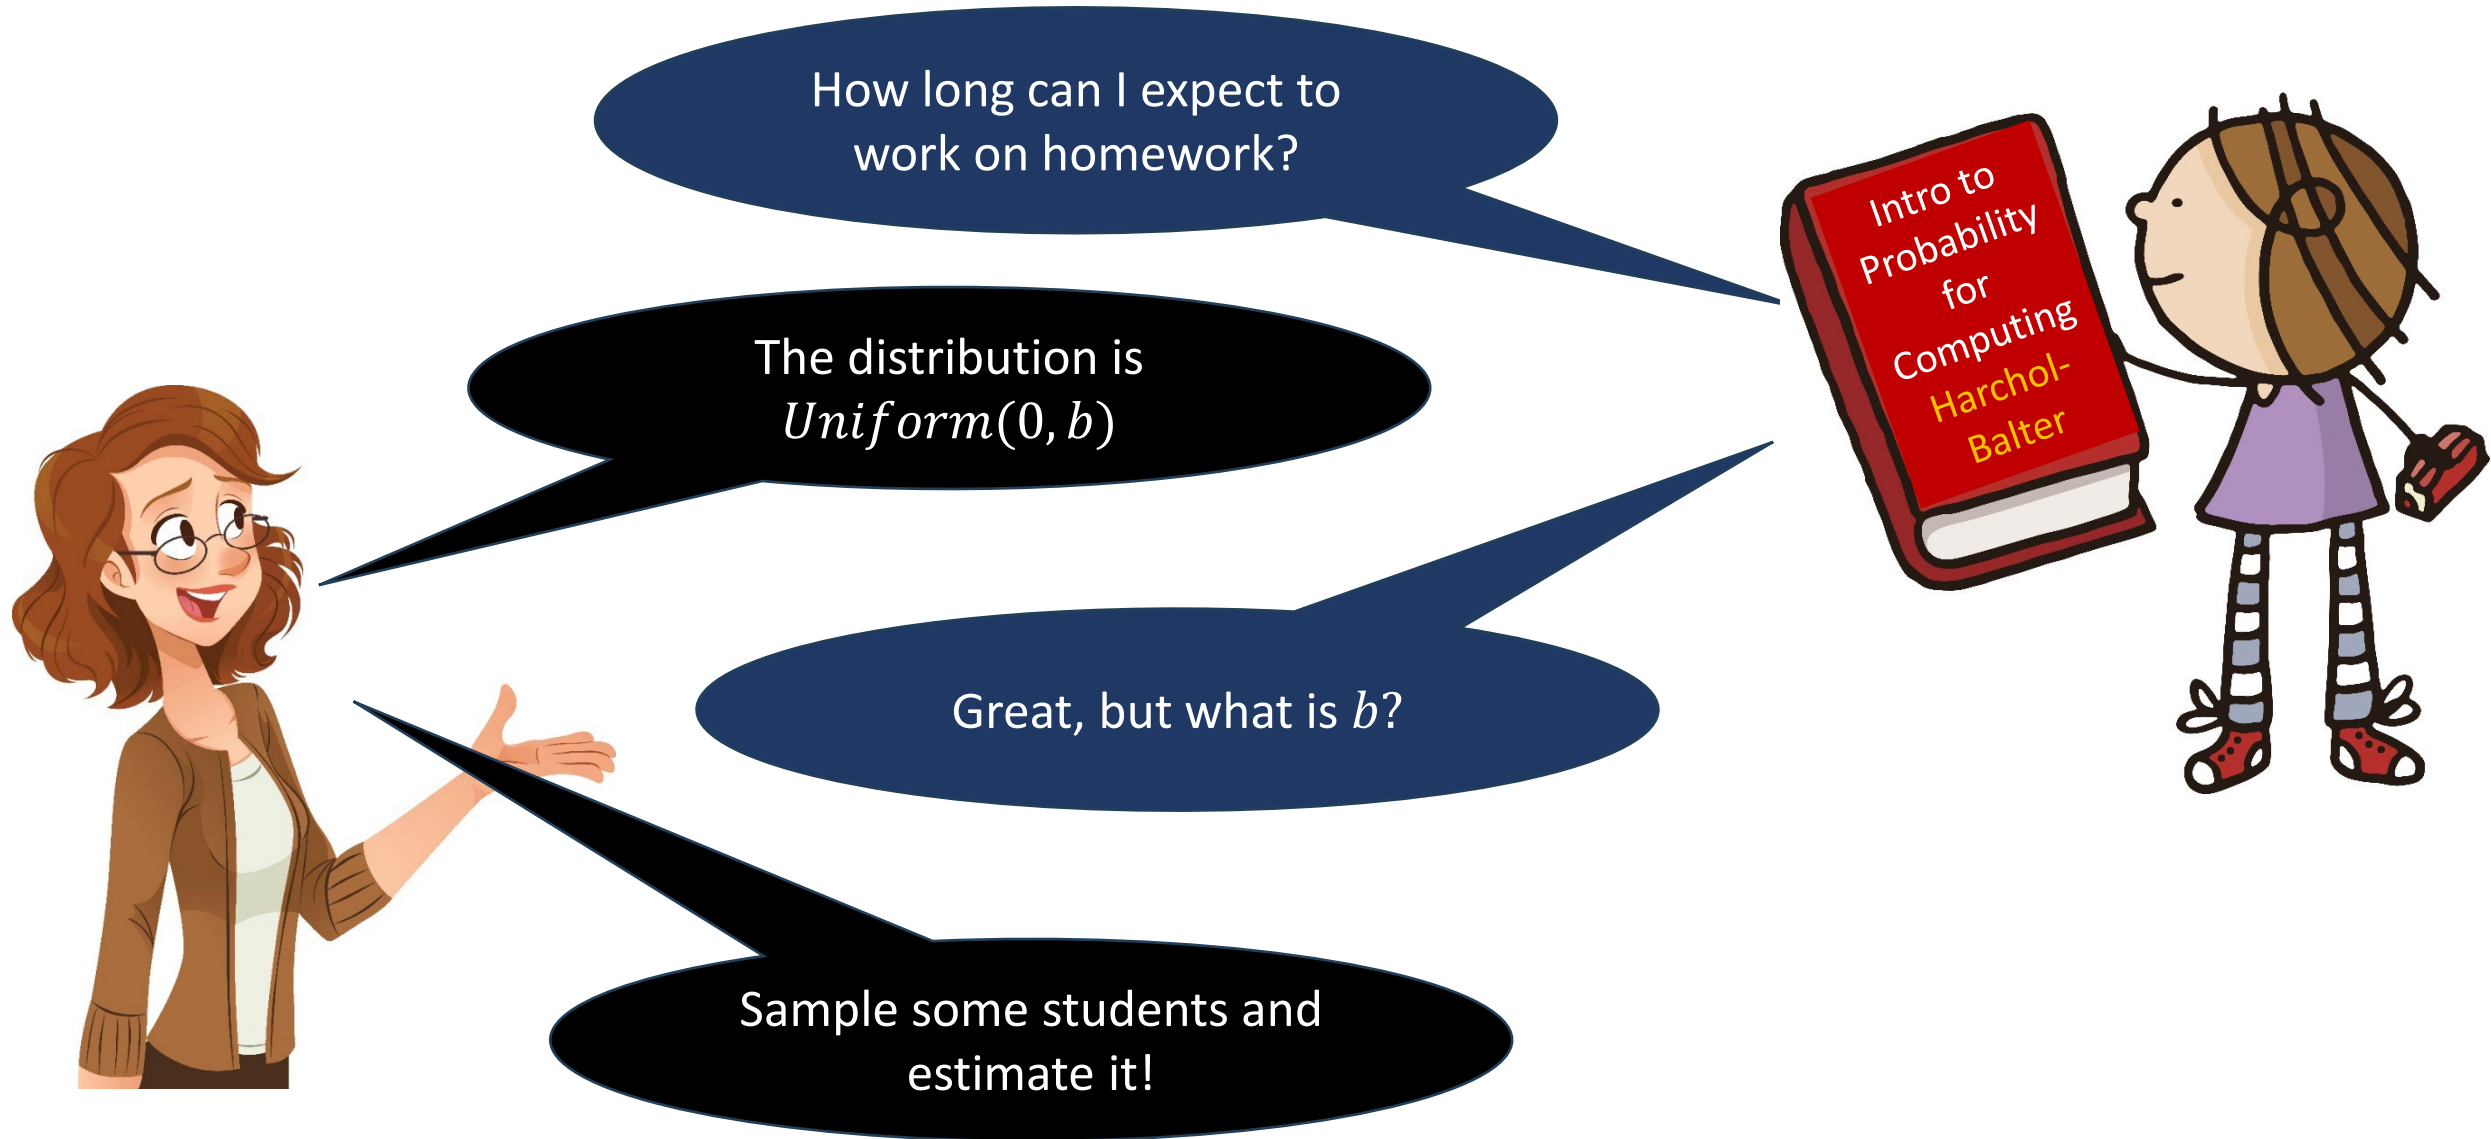 How long can I expect to
work on homework?
Intro to
Probability
for
Computing
Harchol-
Balter
The distribution is
Uniform(0, b)
Great, but what is b?
Sample some students and
estimate it!